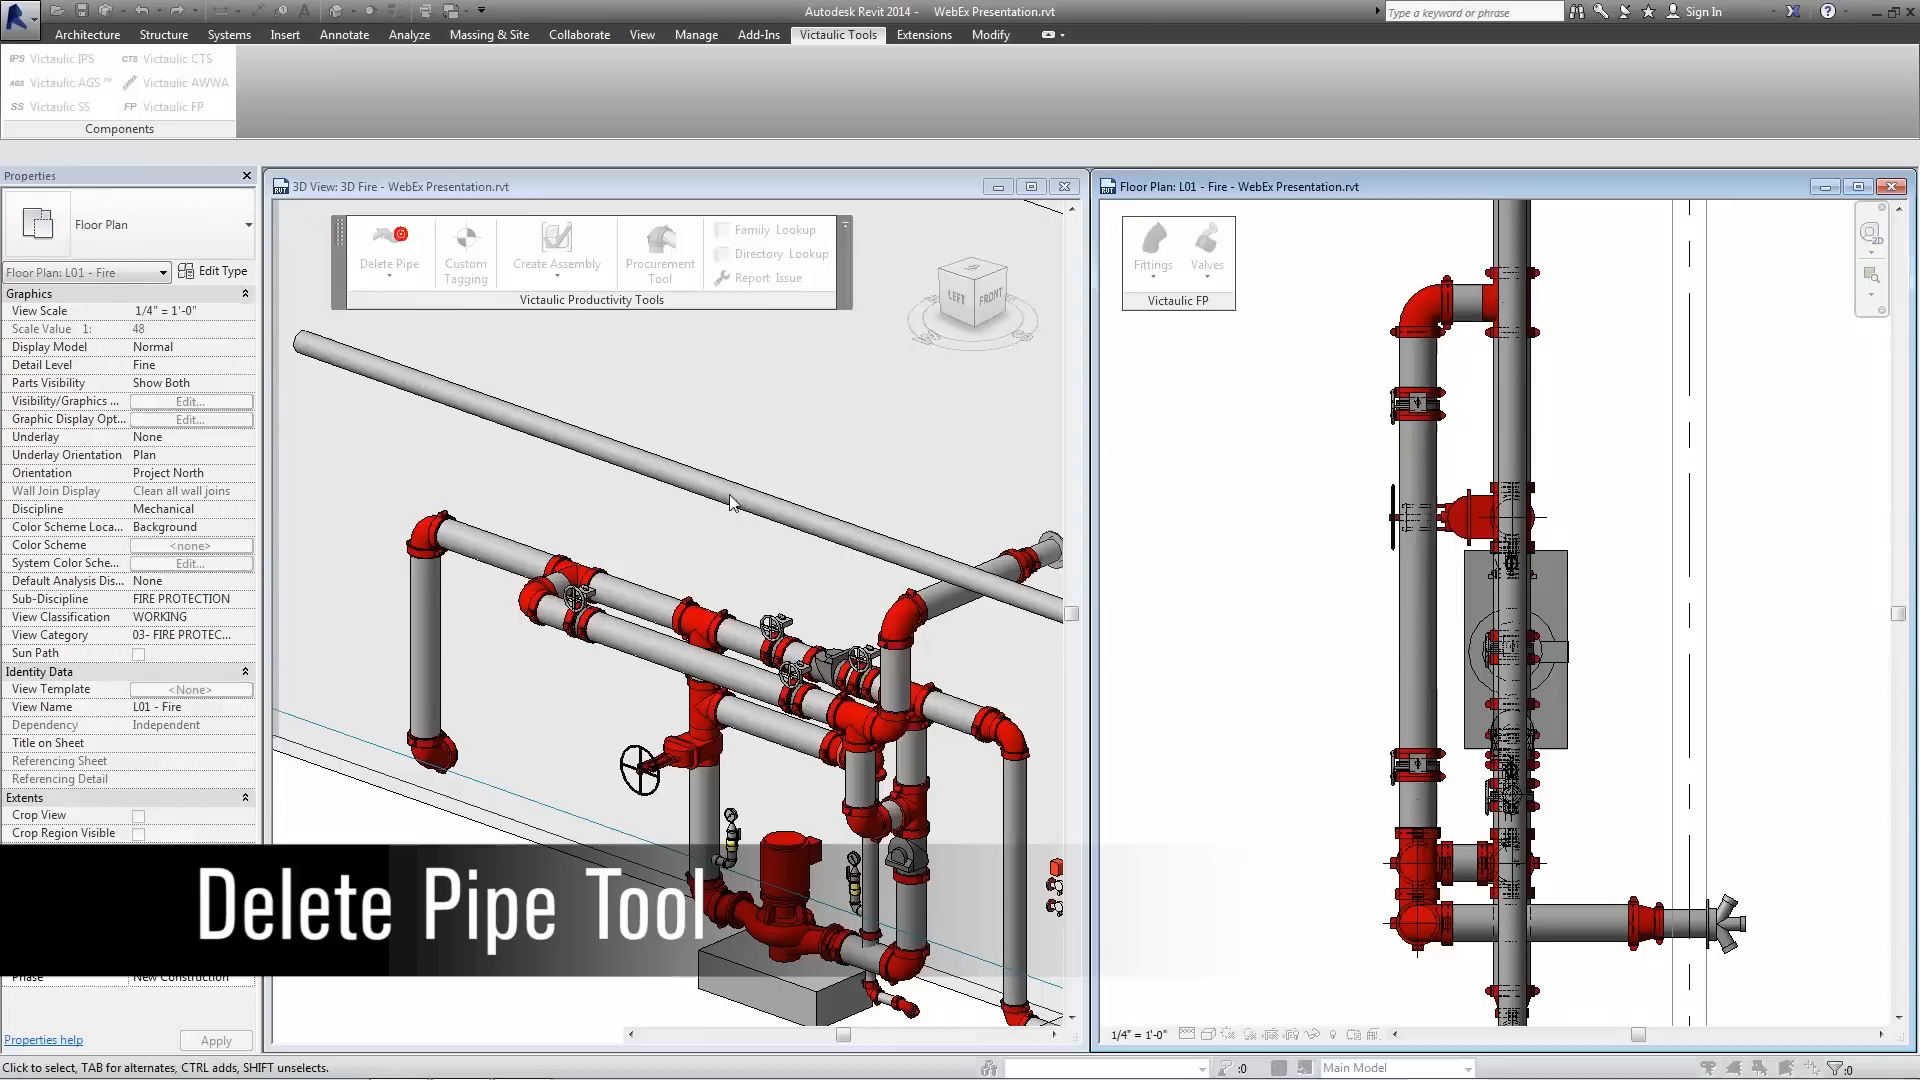 Autodesk Revit 2014 - WebEx Presentation.rvt
Type a keyword or phrase
Sign In
Architecture Structure Systems Insert Annotate Analyze Massing & Site Collaborate View Manage Add-Ins Victaulic Tools Extensions Modify
IPS Victaulic IPS CTS Victaulic CTS
AGS Victaulic AGS™ Victaulic AWWA
SS Victaulic SS FP Victaulic FP
Components
Properties
Floor Plan
Floor Plan: L01 - Fire
Edit Type
Graphics
View Scale 1/4" = 1'-0"
Scale Value 1: 48
Display Model Normal
Detail Level Fine
Parts Visibility Show Both
Visibility/Graphics ... Edit...
Graphic Display Opt... Edit...
Underlay None
Underlay Orientation Plan
Orientation Project North
Wall Join Display Clean all wall joins
Discipline Mechanical
Color Scheme Loca... Background
Color Scheme <none>
System Color Sche... Edit...
Default Analysis Dis... None
Sub-Discipline FIRE PROTECTION
View Classification WORKING
View Category 03- FIRE PROTEC...
Sun Path
Identity Data
View Template <None>
View Name L01 - Fire
Dependency Independent
Title on Sheet
Referencing Sheet
Referencing Detail
Extents
Crop View
Crop Region Visible
Phase New Construction
Properties help
Apply
3D View: 3D Fire - WebEx Presentation.rvt
Delete Pipe
Custom Tagging
Create Assembly
Procurement Tool
Family Lookup
Directory Lookup
Report Issue
Victaulic Productivity Tools
LEFT
FRONT
Floor Plan: L01 - Fire - WebEx Presentation.rvt
Fittings
Valves
Victaulic FP
2D
Delete Pipe Tool
1/4" = 1'-0"
Click to select, TAB for alternates, CTRL adds, SHIFT unselects.
:0
Main Model
:0